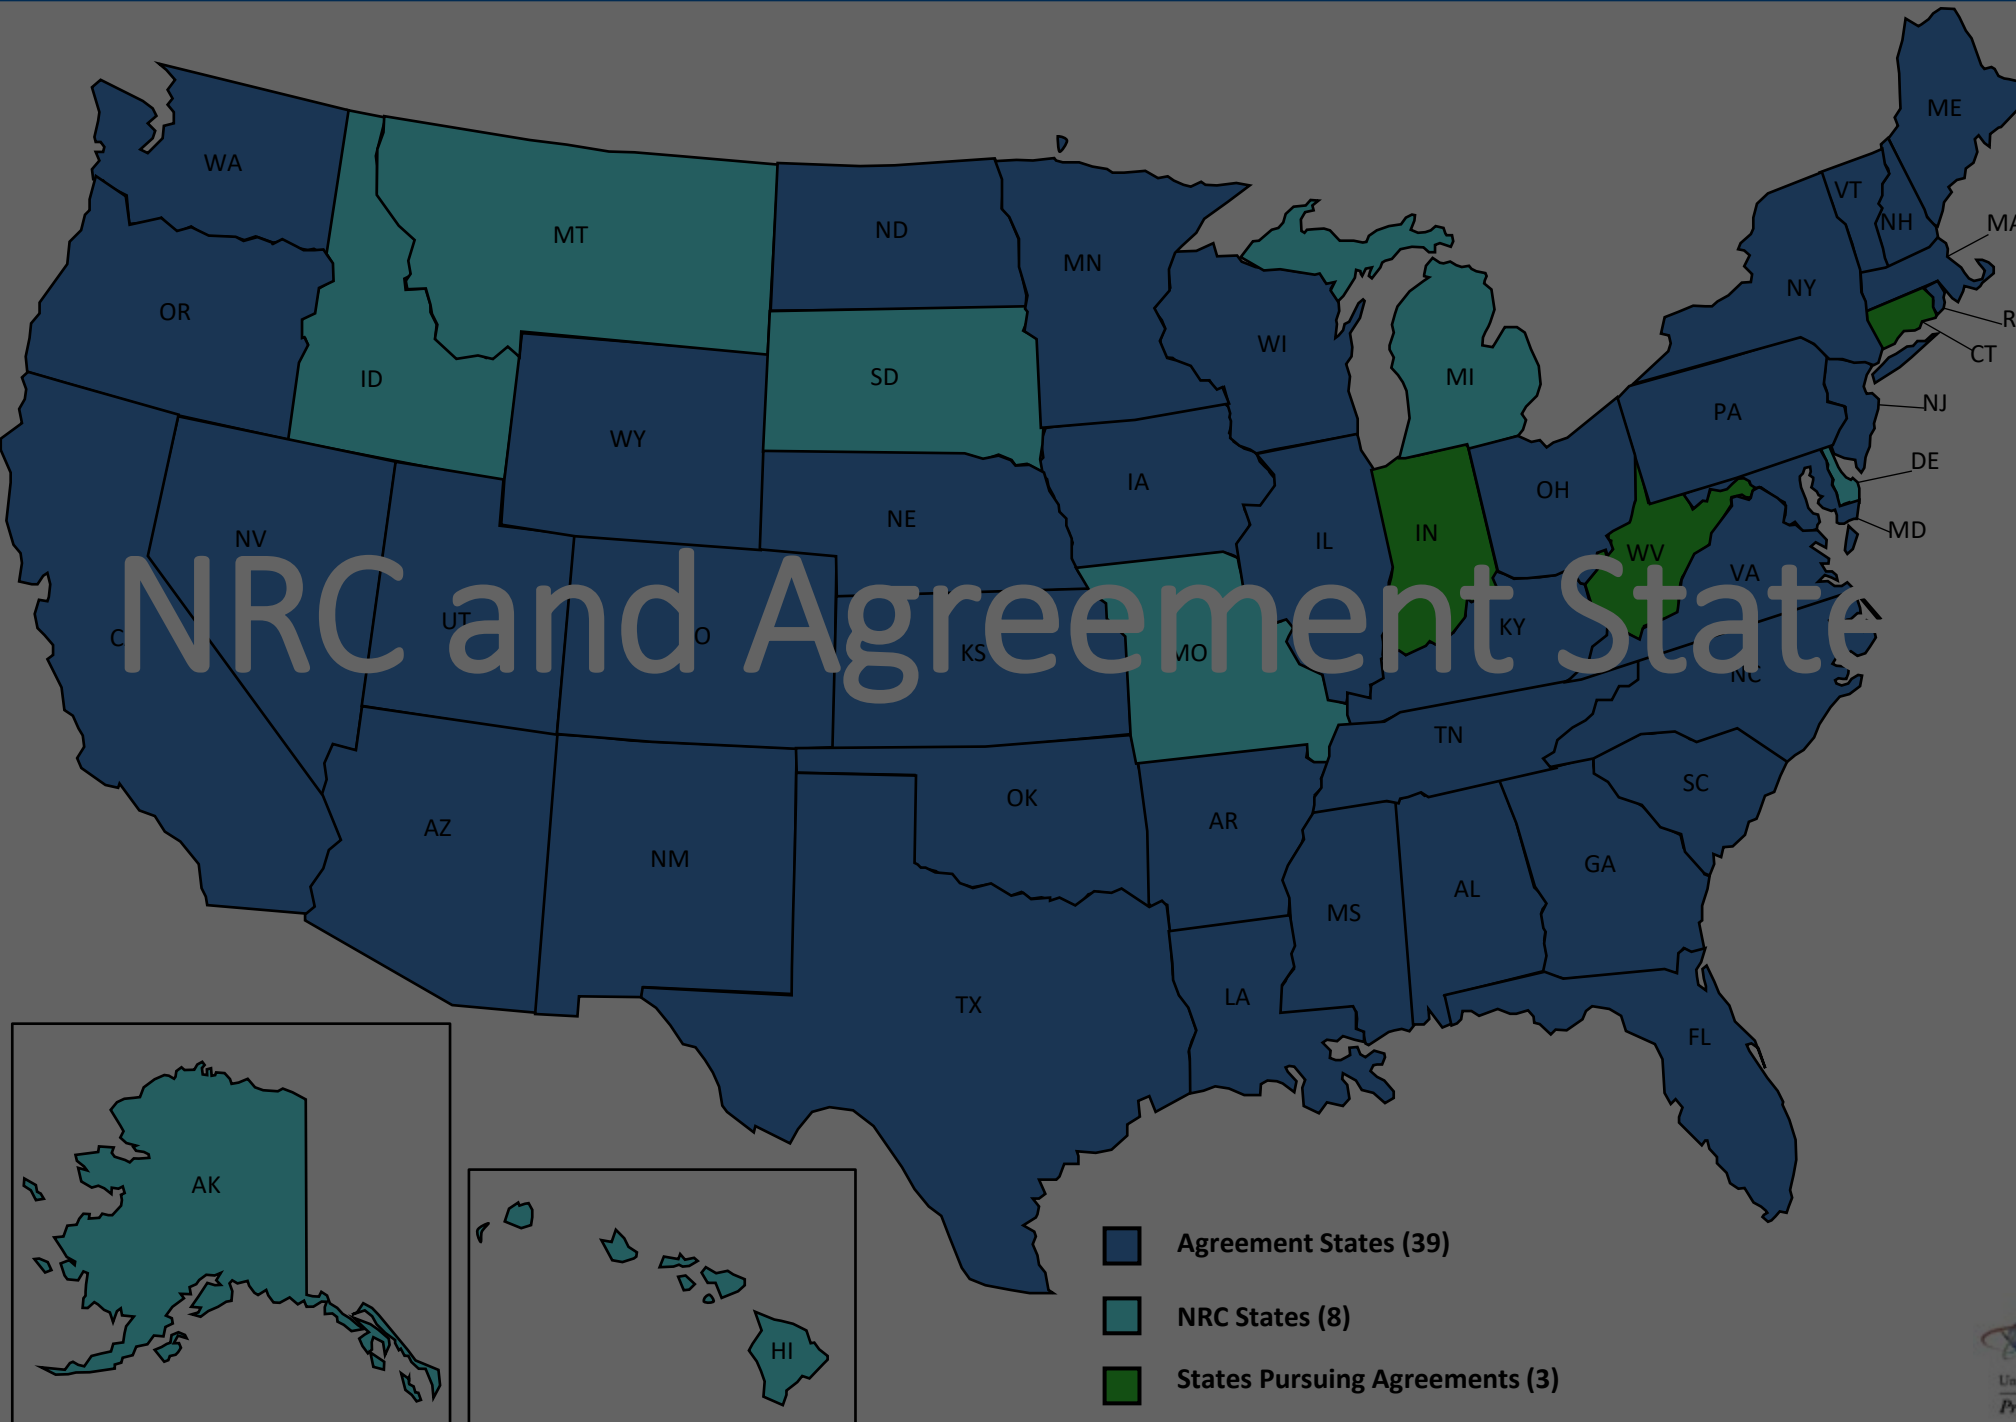 ME
WA
VT
NH
MA
MT
ND
MN
OR
NY
R
WI
CT
ID
SD
MI
NJ
PA
WY
DE
IA
OH
NE
IN
MD
NV
IL
WV
VA
NRC and Agreement State
C
UT
O
KS
MO
KY
NC
TN
SC
OK
AR
AZ
NM
GA
AL
MS
LA
TX
FL
AK
HI
Agreement States (39)
NRC States (8)
States Pursuing Agreements (3)